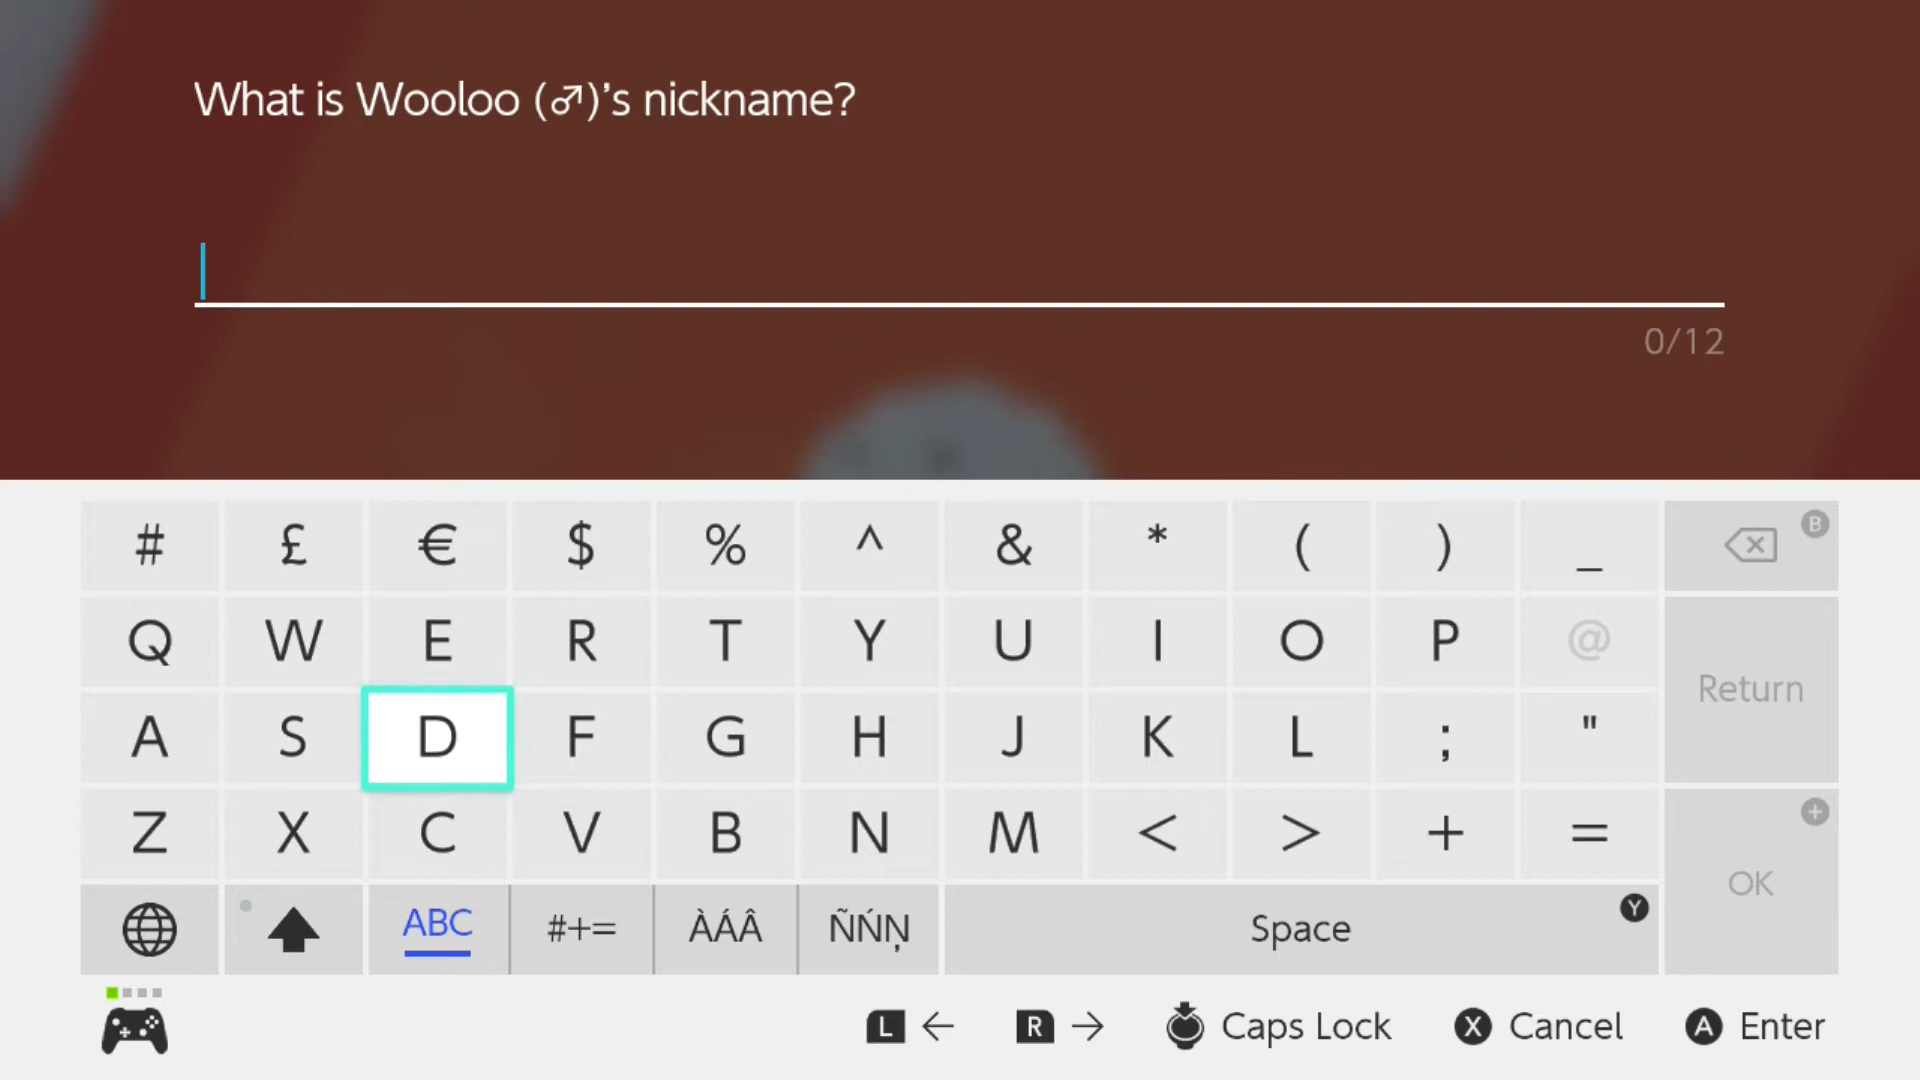 What is Wooloo (♂)’s nickname?
0/12
# £ € $ % ^ & * ( ) _ B
Q W E R T Y U I O P @
Return
A S D F G H J K L ; "
Z X C V B N M < > + = +
OK
ABC #+= ÀÁÂ ÑŃŅ Space Y
L ← R → Caps Lock X Cancel A Enter